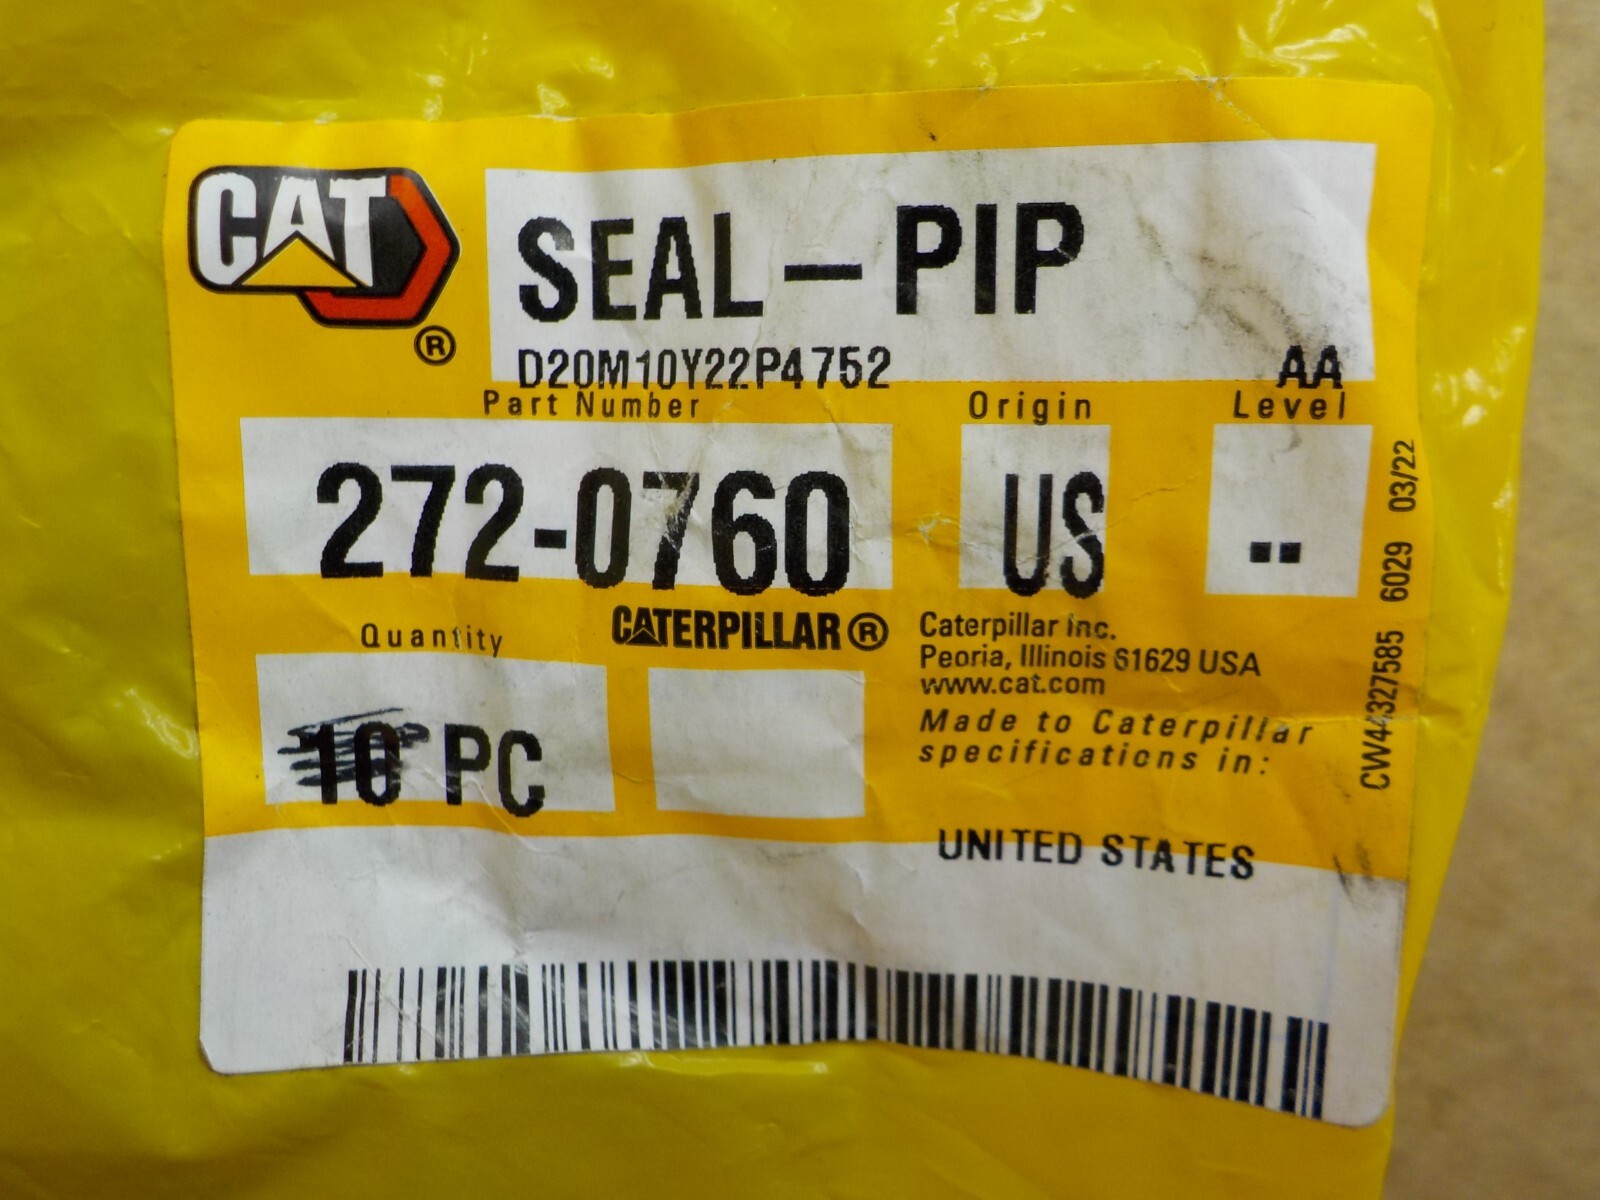 CAT
®
SEAL-PIP
D20M10Y22P4752
AA
Part Number
Origin
Level
272-0760
US
--
Quantity
CATERPILLAR®
10 PC
Caterpillar Inc.
Peoria, Illinois 61629 USA
www.cat.com
Made to Caterpillar
specifications in:
UNITED STATES
CW44327585 6029 03/22